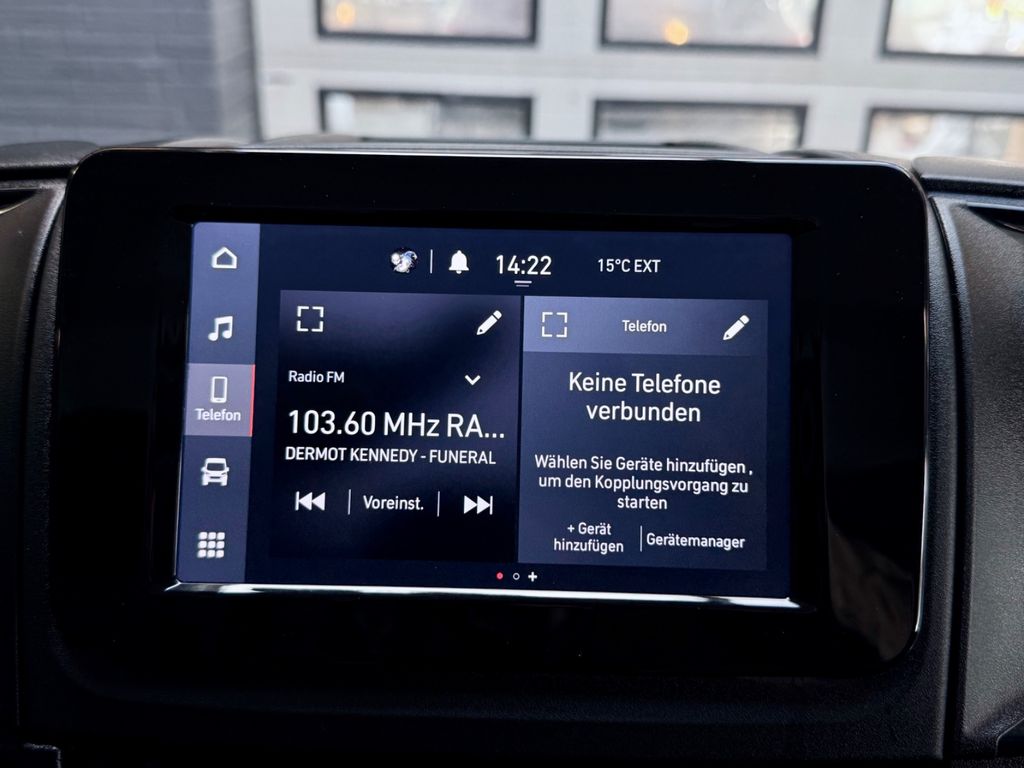 14:22
15°C EXT
Telefon
Radio FM
103.60 MHz RA...
DERMOT KENNEDY - FUNERAL
Voreinst.
Telefon
Keine Telefone
verbunden
Wählen Sie Geräte hinzufügen ,
um den Kopplungsvorgang zu
starten
+ Gerät
hinzufügen
Gerätemanager